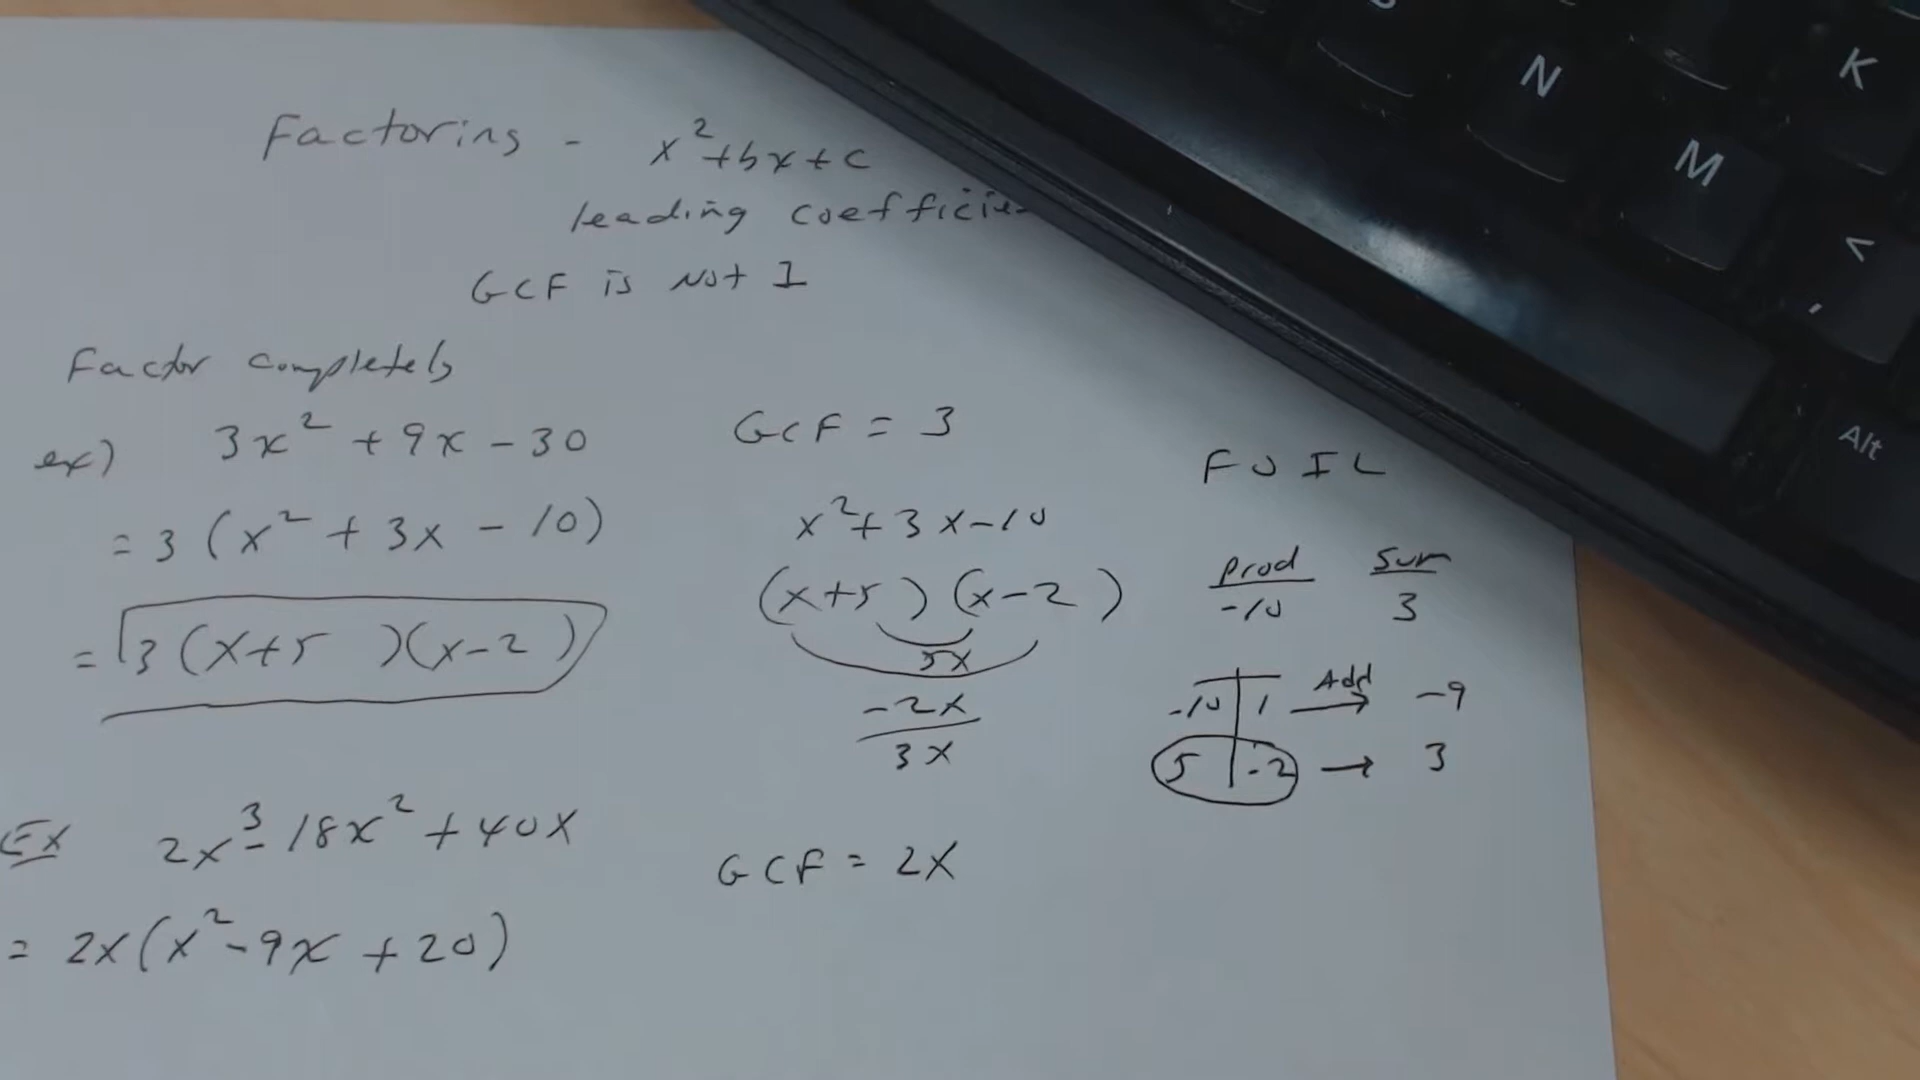 Factoring - x²+bx+c
leading coefficie
GCF is not 1
Factor completely
ex) 3x² + 9x - 30
GCF = 3
= 3 (x² + 3x - 10)
= 3 (x+5 )(x-2)
x²+3x-10
(x+5 ) (x-2 )
5x
-2x
3x
FOIL
prod sum
-10 3
-10 | 1 Add → -9
5 | -2 → 3
Ex 2x³ - 18x² + 40x
GCF = 2x
= 2x(x² - 9x + 20)
N
M
K
<
,
Alt